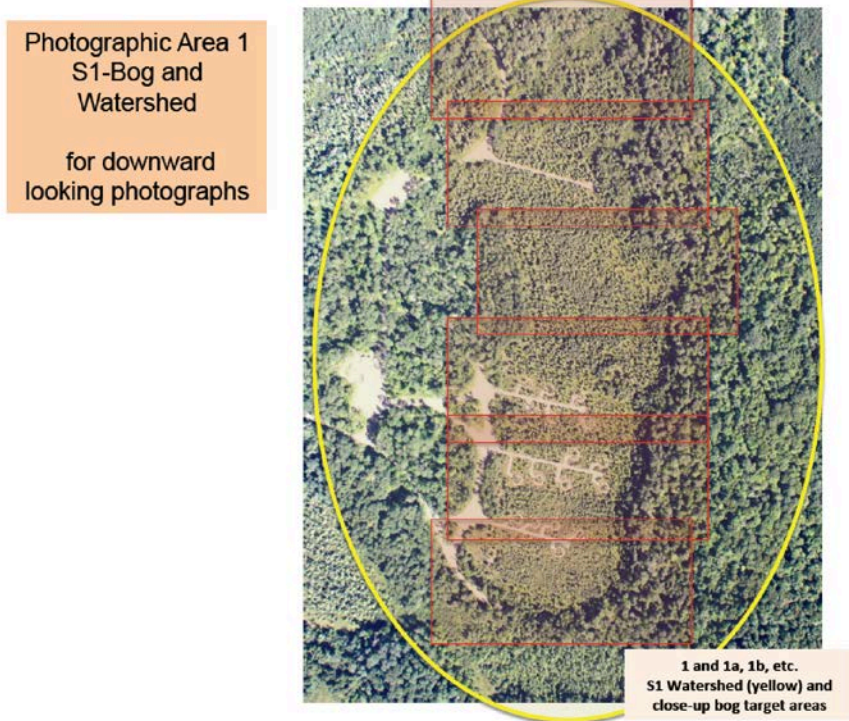 Photographic Area 1
S1-Bog and
Watershed
for downward
looking photographs
1 and 1a, 1b, etc.
S1 Watershed (yellow) and
close-up bog target areas